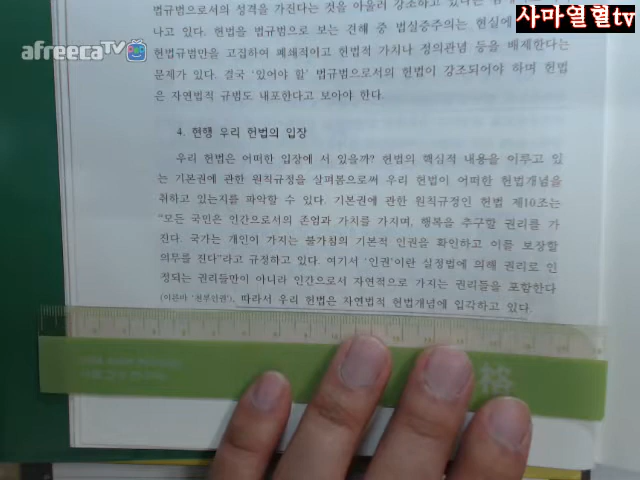 사마열혈tv
afreecaTV
법규범으로서의 성격을 가진다는 것을 아울러 강조하고 있다는
나고 있다. 헌법을 법규범으로 보는 견해 중 법실증주의는 현실에
헌법규범만을 고집하여 폐쇄적이고 헌법적 가치나 정의관념 등을 배제한다는
문제가 있다. 결국 '있어야 할' 법규범으로서의 헌법이 강조되어야 하며 헌법
은 자연법적 규범도 내포한다고 보아야 한다.
4. 현행 우리 헌법의 입장
우리 헌법은 어떠한 입장에 서 있을까? 헌법의 핵심적 내용을 이루고 있
는 기본권에 관한 원칙규정을 살펴봄으로써 우리 헌법이 어떠한 헌법개념을
취하고 있는지를 파악할 수 있다. 기본권에 관한 원칙규정인 헌법 제10조는
"모든 국민은 인간으로서의 존엄과 가치를 가지며, 행복을 추구할 권리를 가
진다. 국가는 개인이 가지는 불가침의 기본적 인권을 확인하고 이를 보장할
의무를 진다"라고 규정하고 있다. 여기서 '인권'이란 실정법에 의해 권리로 인
정되는 권리들만이 아니라 인간으로서 자연적으로 가지는 권리들을 포함한다
(이른바 '천부인권'). 따라서 우리 헌법은 자연법적 헌법개념에 입각하고 있다.
格